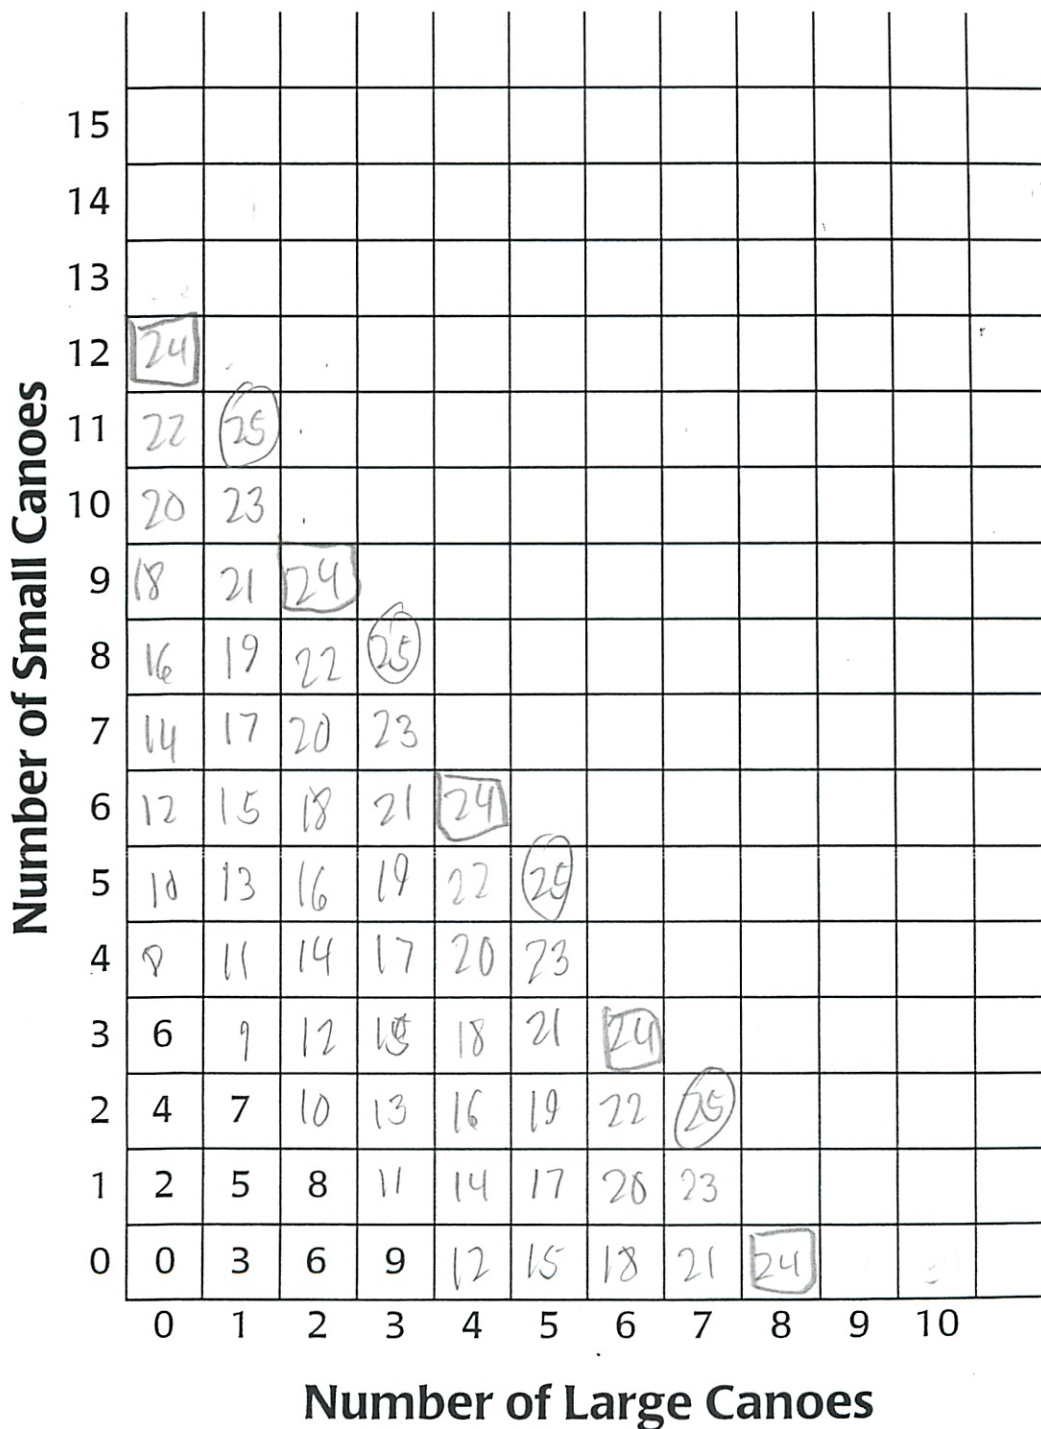 15
14
13
12 24
11 22 25
10 20 23
9 18 21 24
8 16 19 22 25
7 14 17 20 23
6 12 15 18 21 24
5 10 13 16 19 22 25
4 8 11 14 17 20 23
3 6 9 12 15 18 21 24
2 4 7 10 13 16 19 22 25
1 2 5 8 11 14 17 20 23
0 0 3 6 9 12 15 18 21 24
0 1 2 3 4 5 6 7 8 9 10
Number of Small Canoes
Number of Large Canoes